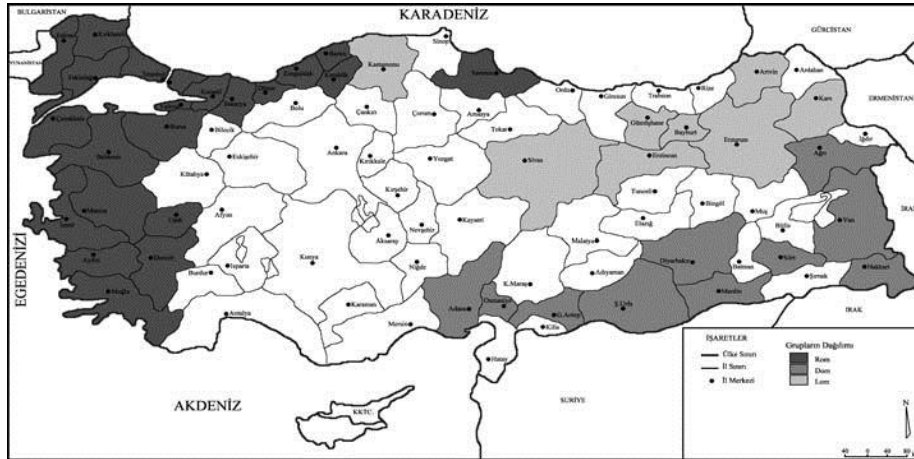 BULGARİSTAN
KARADENİZ
GÜRCİSTAN
YUNANİSTAN
ERMENİSTAN
İRAN
IRAK
SURİYE
AKDENİZ
EGEDENİZİ
KKTC
Edirne
Kırklareli
Tekirdağ
İstanbul
Kocaeli
Sakarya
Zonguldak
Bartın
Karabük
Kastamonu
Sinop
Samsun
Ordu
Giresun
Trabzon
Rize
Artvin
Ardahan
Kars
Iğdır
Çanakkale
Bursa
Bilecik
Bolu
Çankırı
Çorum
Amasya
Tokat
Gümüşhane
Bayburt
Erzurum
Ağrı
Balıkesir
Eskişehir
Ankara
Kırıkkale
Yozgat
Sivas
Erzincan
Kütahya
Kırşehir
Tunceli
Bingöl
Muş
Van
Manisa
İzmir
Uşak
Afyon
Nevşehir
Kayseri
Elazığ
Bitlis
Aydın
Denizli
Isparta
Burdur
Konya
Aksaray
Niğde
Malatya
Adıyaman
Diyarbakır
Batman
Siirt
Şırnak
Hakkari
Muğla
Antalya
Karaman
Mersin
Adana
Osmaniye
K.Maraş
G.Antep
Kilis
Ş.Urfa
Mardin
Hatay
İŞARETLER
Ülke Sınırı
İl Sınırı
İl Merkezi
Grupların Dağılımı
Rom
Dom
Lom
N
40 0 40 80